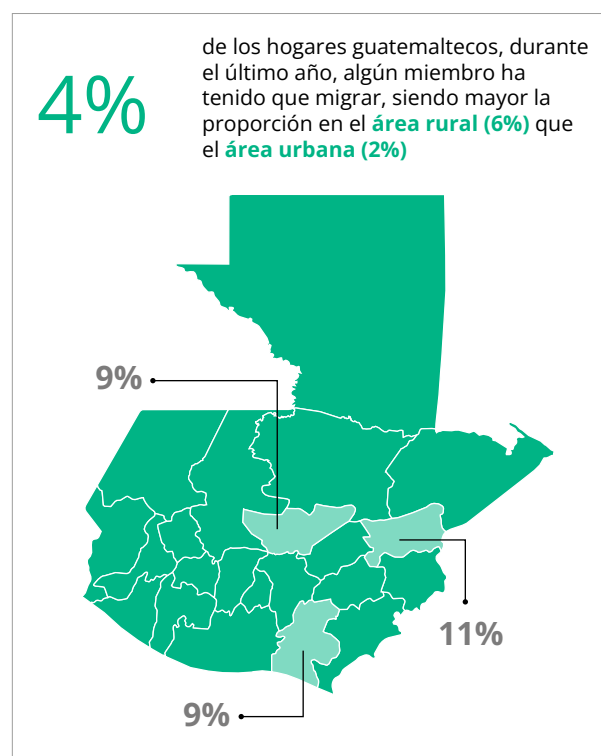 4%
de los hogares guatemaltecos, durante
el último año, algún miembro ha
tenido que migrar, siendo mayor la
proporción en el área rural (6%) que
el área urbana (2%)
9%
11%
9%